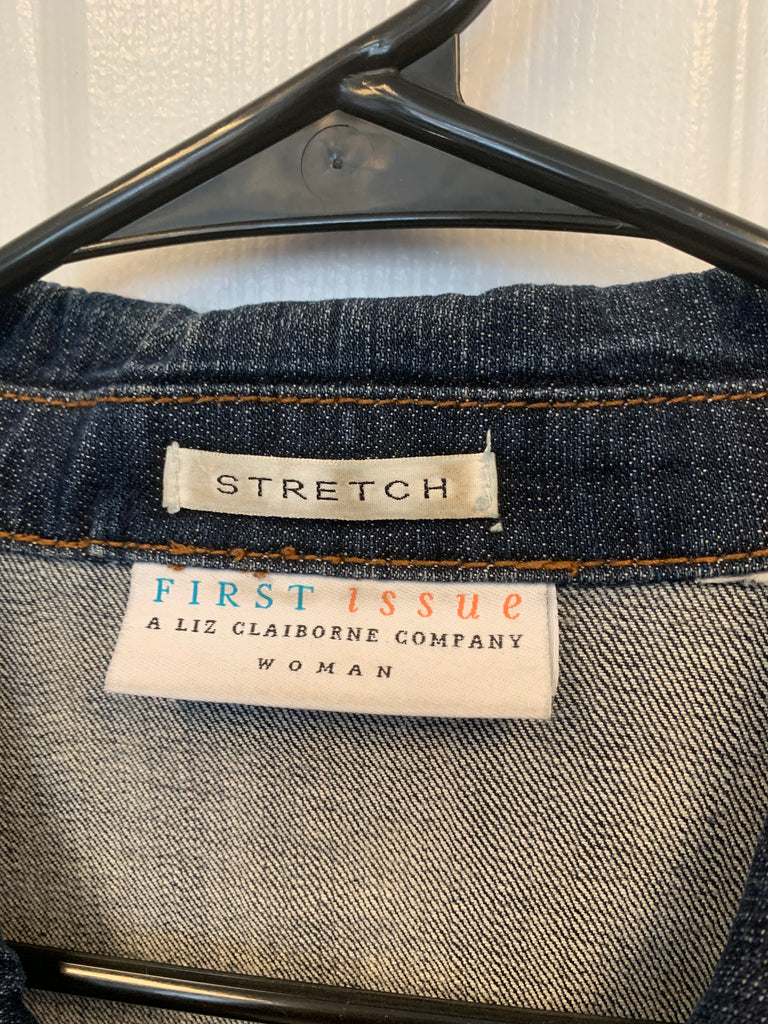 STRETCH
FIRST issue
A LIZ CLAIBORNE COMPANY
WOMAN